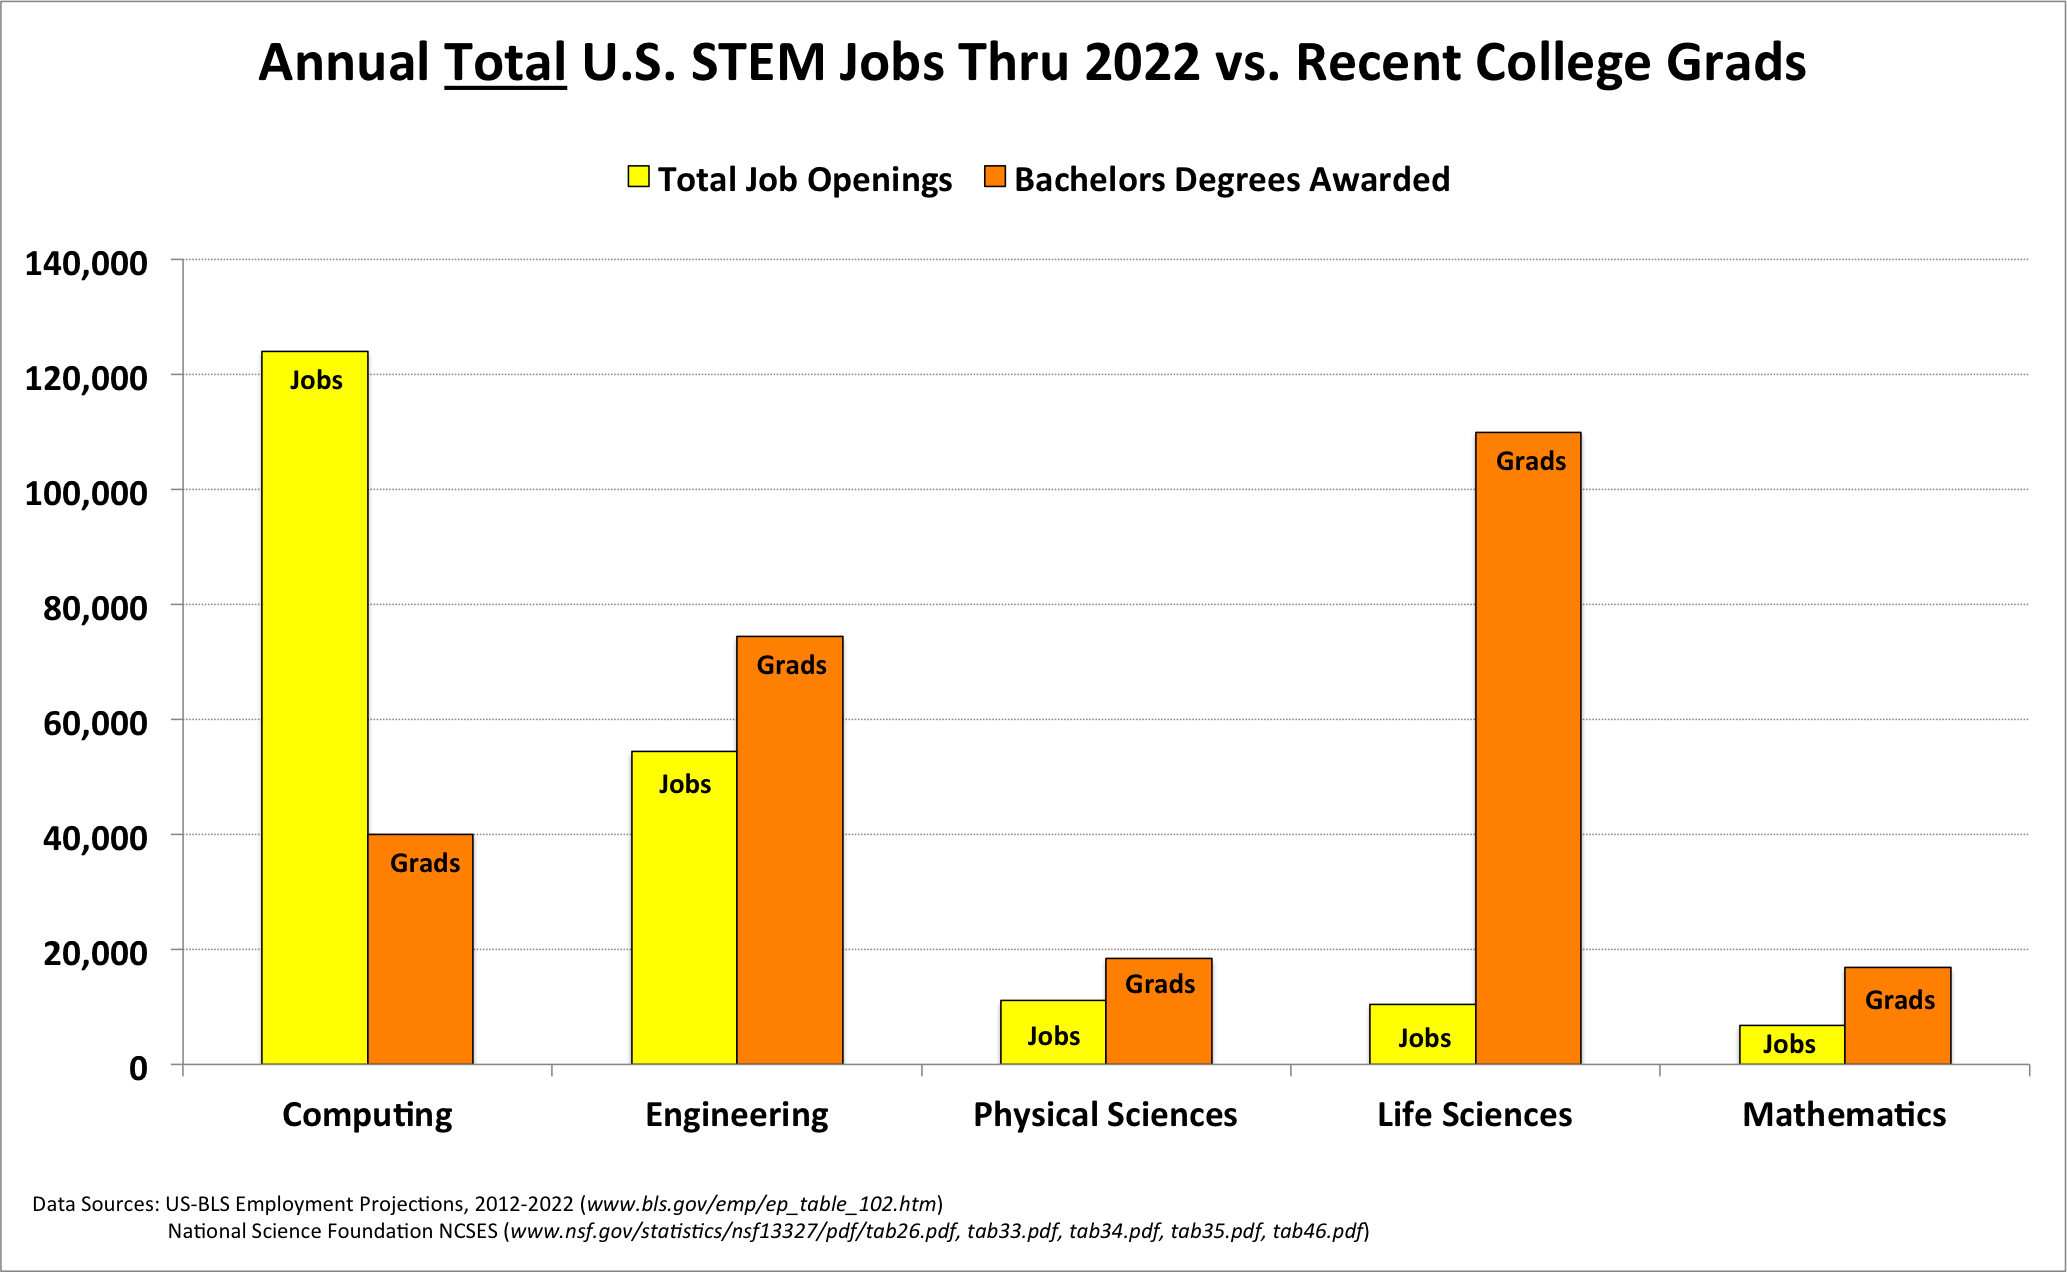 Annual Total U.S. STEM Jobs Thru 2022 vs. Recent College Grads
Total Job Openings Bachelors Degrees Awarded
140,000
120,000
100,000
80,000
60,000
40,000
20,000
0
Jobs
Grads
Jobs
Grads
Jobs
Grads
Jobs
Grads
Jobs
Grads
Computing Engineering Physical Sciences Life Sciences Mathematics
Data Sources: US-BLS Employment Projections, 2012-2022 (www.bls.gov/emp/ep_table_102.htm)
National Science Foundation NCSES (www.nsf.gov/statistics/nsf13327/pdf/tab26.pdf, tab33.pdf, tab34.pdf, tab35.pdf, tab46.pdf)